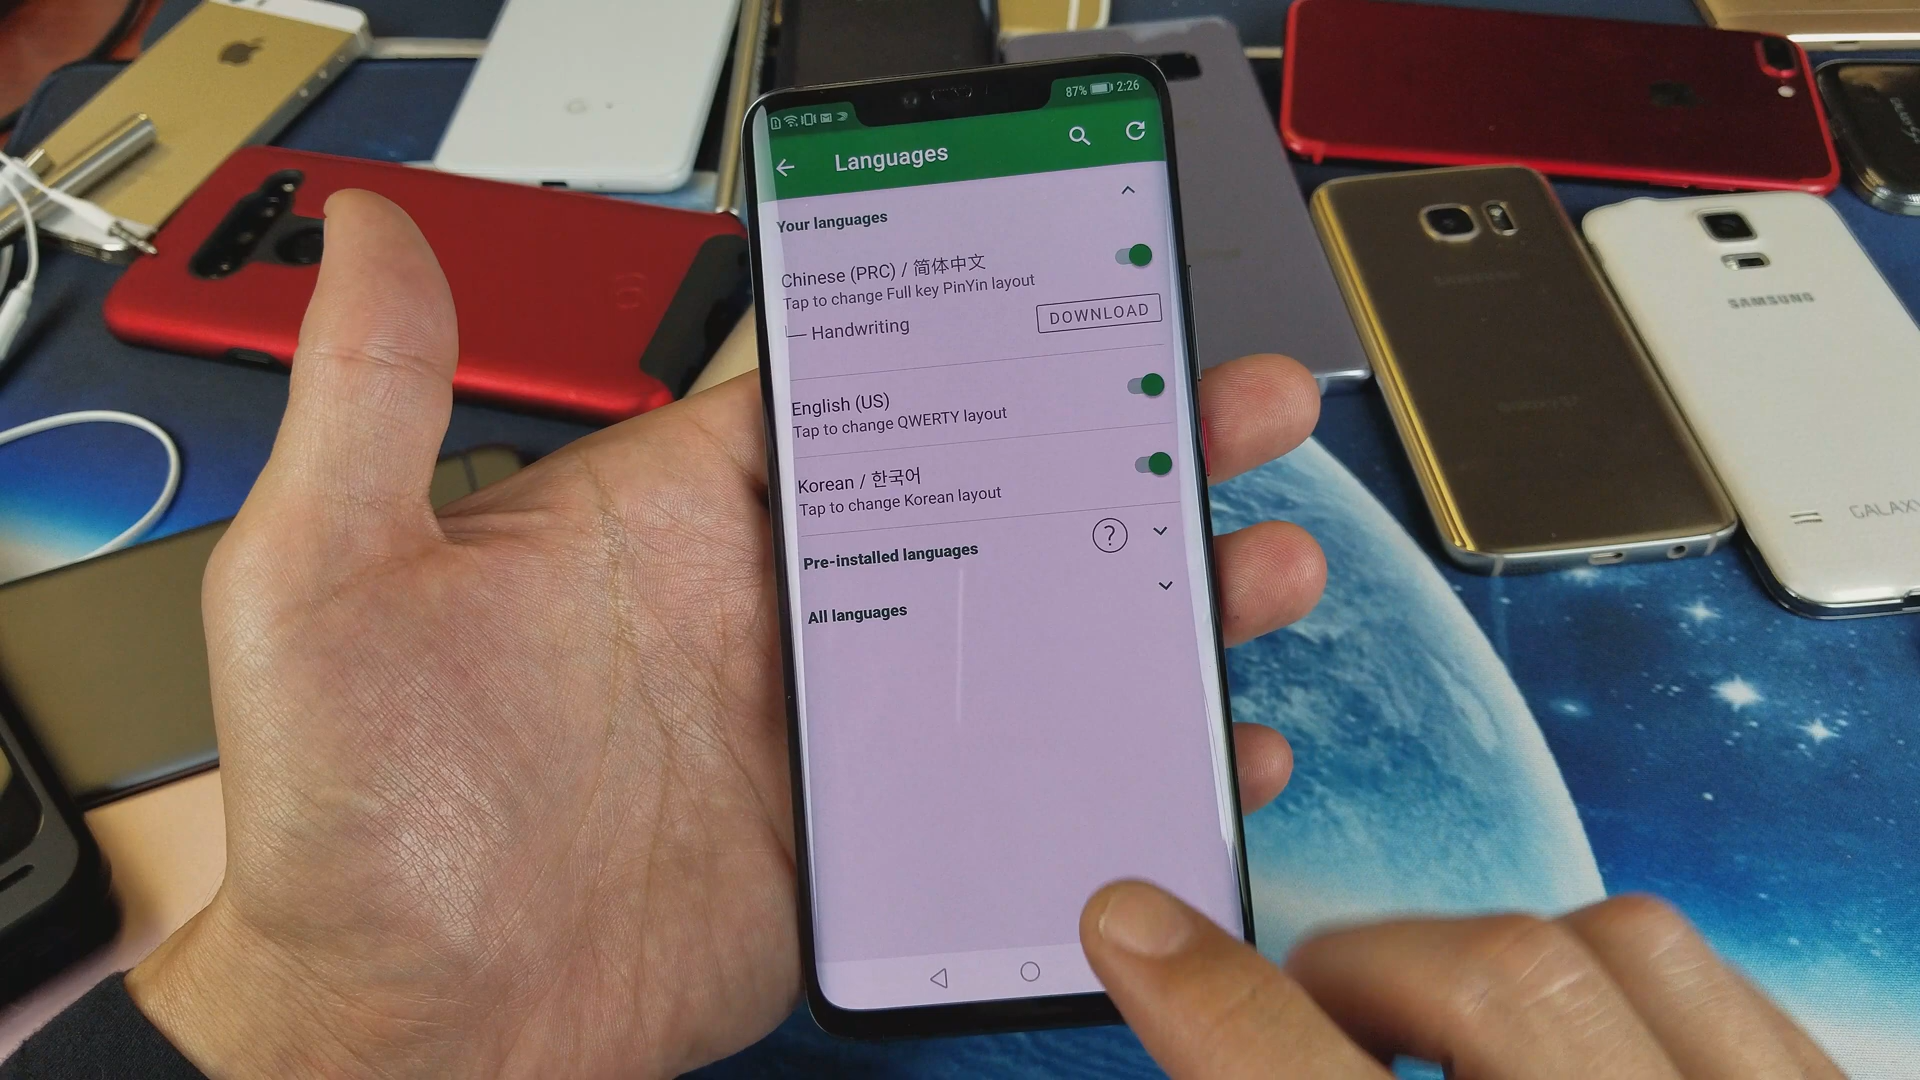 87% 2:26
Languages
Your languages
Chinese (PRC) / 简体中文
Tap to change Full key PinYin layout
Handwriting
DOWNLOAD
English (US)
Tap to change QWERTY layout
Korean / 한국어
Tap to change Korean layout
Pre-installed languages
?
All languages
SAMSUNG
GALAXY